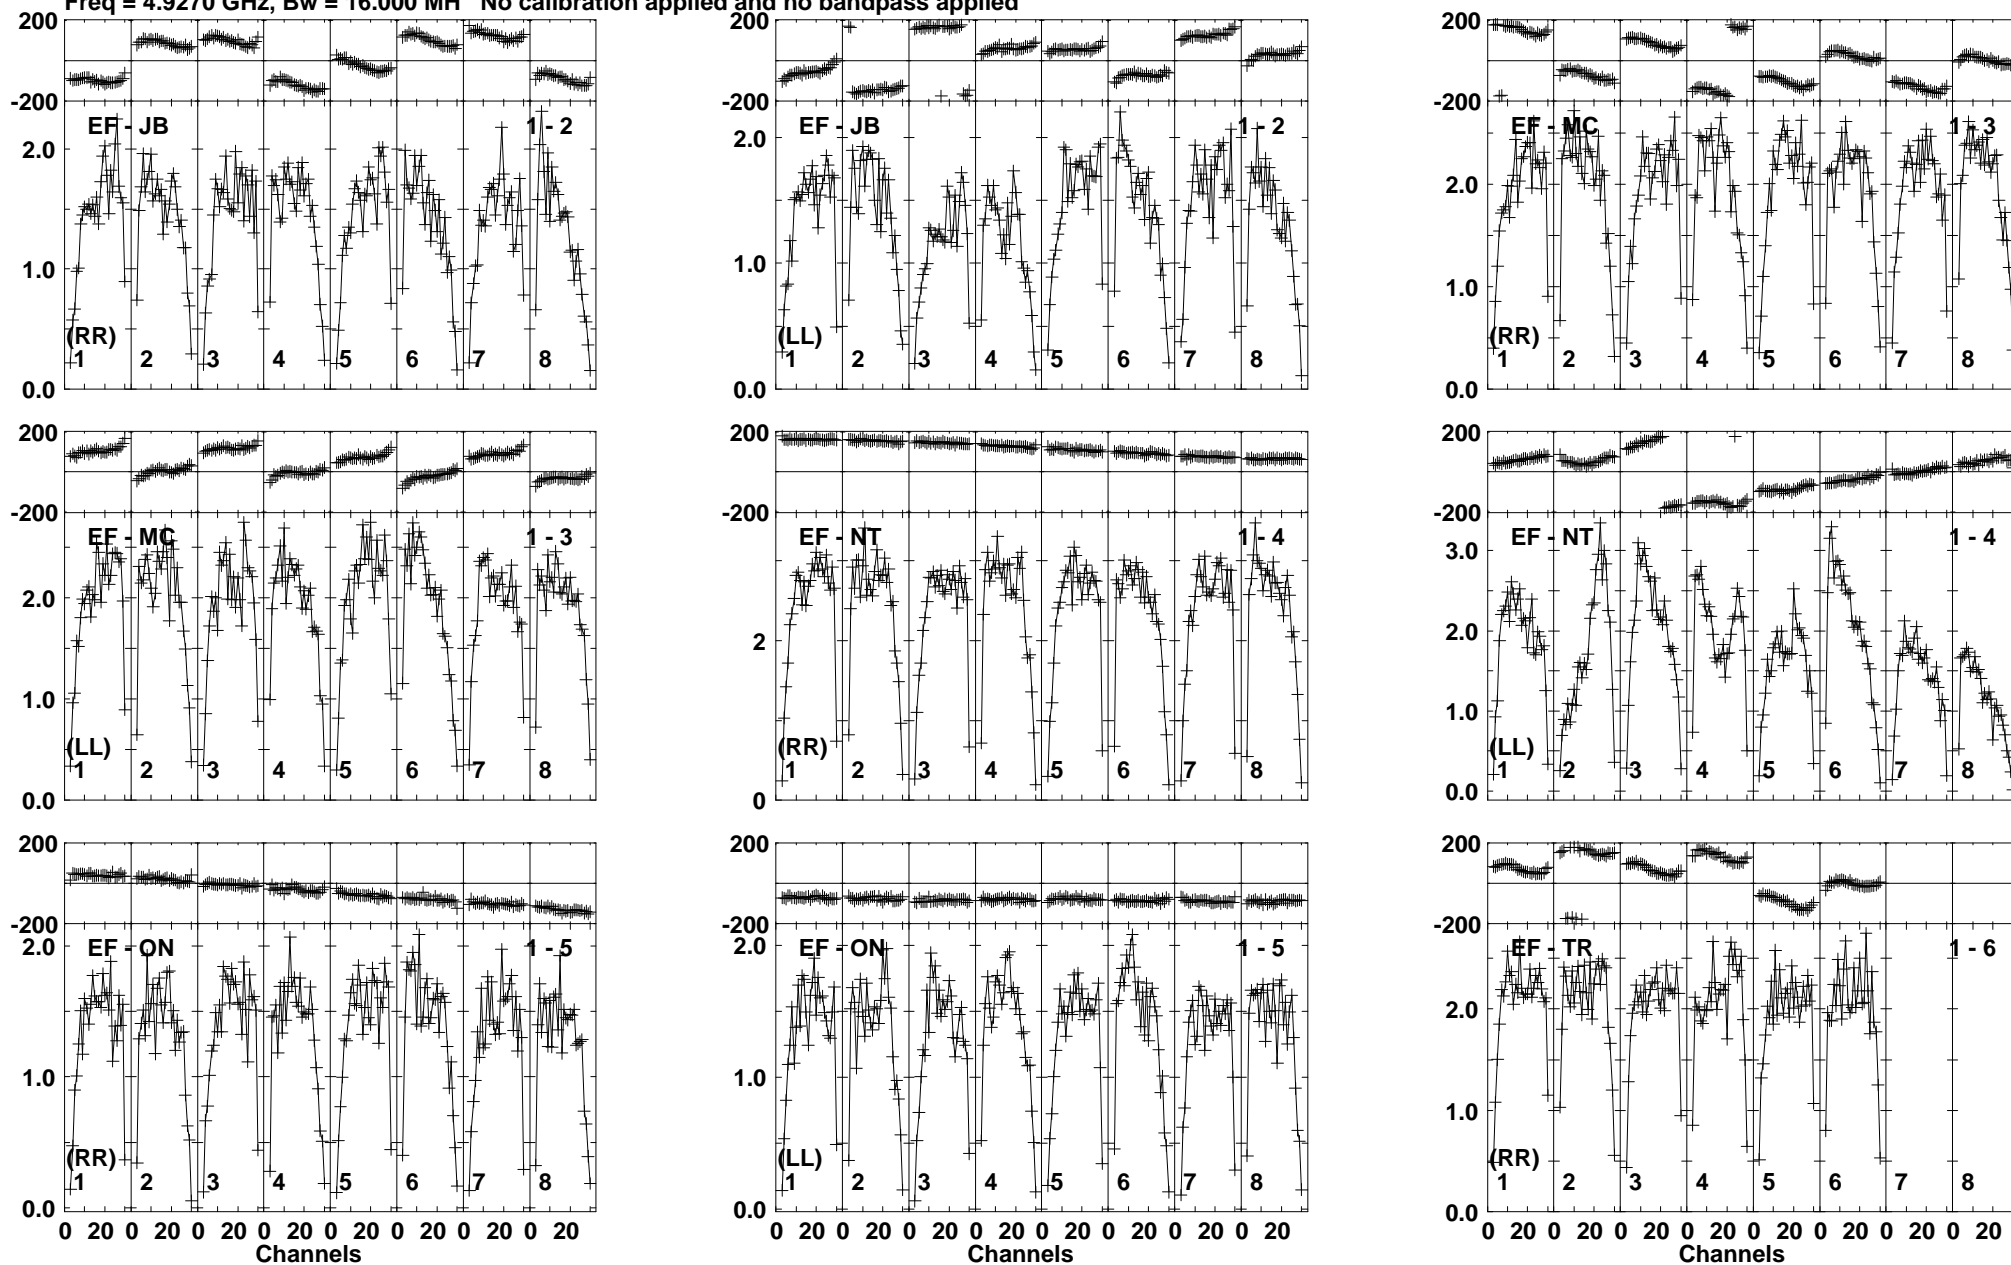 Freq = 4.9270 GHz, Bw = 16.000 MH No calibration applied and no bandpass applied
200 200 200
-200 -200 -200
EF - JB 1 - 2 EF - JB 1 - 2 EF - MC 1 - 3
2.0 2.0 2.0
1.0 1.0 1.0
(RR) (LL) (RR)
1 2 3 4 5 6 7 8 1 2 3 4 5 6 7 8 1 2 3 4 5 6 7 8
0.0 0.0 0.0
200 200 200
-200 -200 -200
EF - MC 1 - 3 EF - NT 1 - 4 EF - NT 1 - 4
3.0
2.0 2 2.0
1.0 1.0
(LL) (RR) (LL)
1 2 3 4 5 6 7 8 1 2 3 4 5 6 7 8 1 2 3 4 5 6 7 8
0.0 0 0.0
200 200 200
-200 -200 -200
EF - ON 1 - 5 EF - ON 1 - 5 EF - TR 1 - 6
2.0 2.0 2.0
1.0 1.0 1.0
(RR) (LL) (RR)
1 2 3 4 5 6 7 8 1 2 3 4 5 6 7 8 1 2 3 4 5 6 7 8
0.0 0.0 0.0
0 20 0 20 0 20 0 20 0 20 0 20 0 20 0 20 0 20 0 20 0 20 0 20 0 20 0 20 0 20 0 20 0 20 0 20 0 20 0 20 0 20 0 20 0 20 0 20
Channels Channels Channels